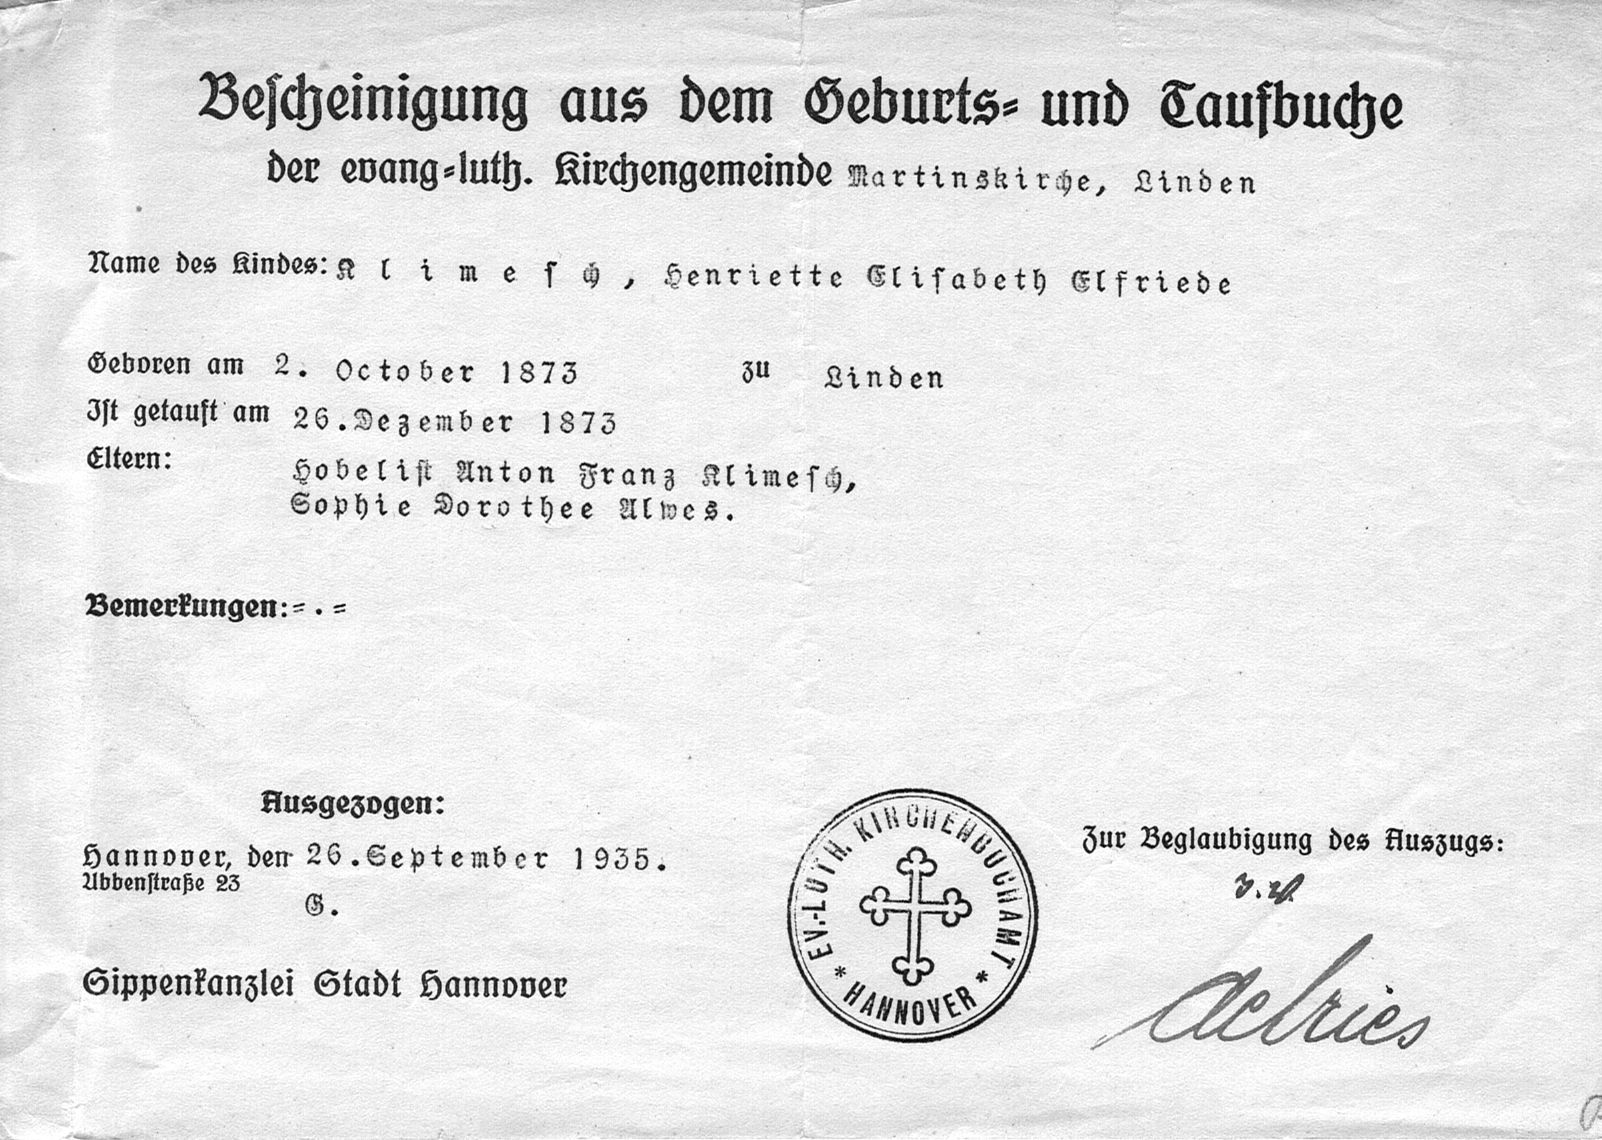 Bescheinigung aus dem Geburts- und Taufbuche
der evang-luth. Kirchengemeinde Martinskirche, Linden
Name des Kindes: Klimesch, Henriette Elisabeth Elfriede
Geboren am 2. October 1873 zu Linden
Ist getauft am 26.Dezember 1873
Eltern: Hobelist Anton Franz Klimesch,
Sophie Dorothee Alwes.
Bemerkungen:=.=
Ausgezogen:
Hannover, den 26.September 1935.
Ubbenstraße 23
G.
Sippenkanzlei Stadt Hannover
EV.-LUTH. KIRCHENBUCHAMT
* HANNOVER *
Zur Beglaubigung des Auszugs:
I.V.
deVries